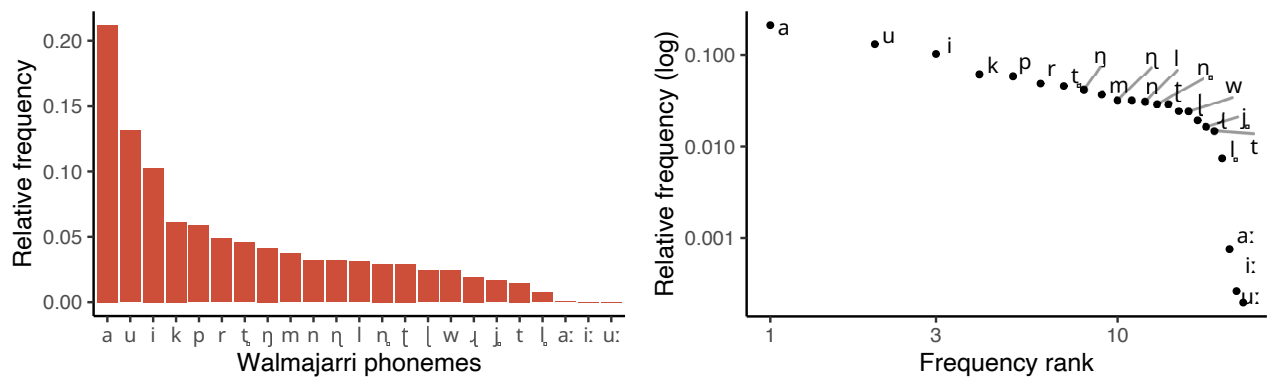 Relative frequency
0.20
0.15
0.10
0.05
0.00
a u i k p r t̻ ŋ m n ɳ l n̻ ʈ ɭ w ɻ j̻ t l̻ aː iː uː
Walmajarri phonemes
Relative frequency (log)
0.100
0.010
0.001
a
u
i
k
p
r
t̻
ŋ
m
ɳ
n
l
n̻
ʈ
ɭ
w
ɻ
j̻
t
l̻
aː
iː
uː
1 3 10
Frequency rank